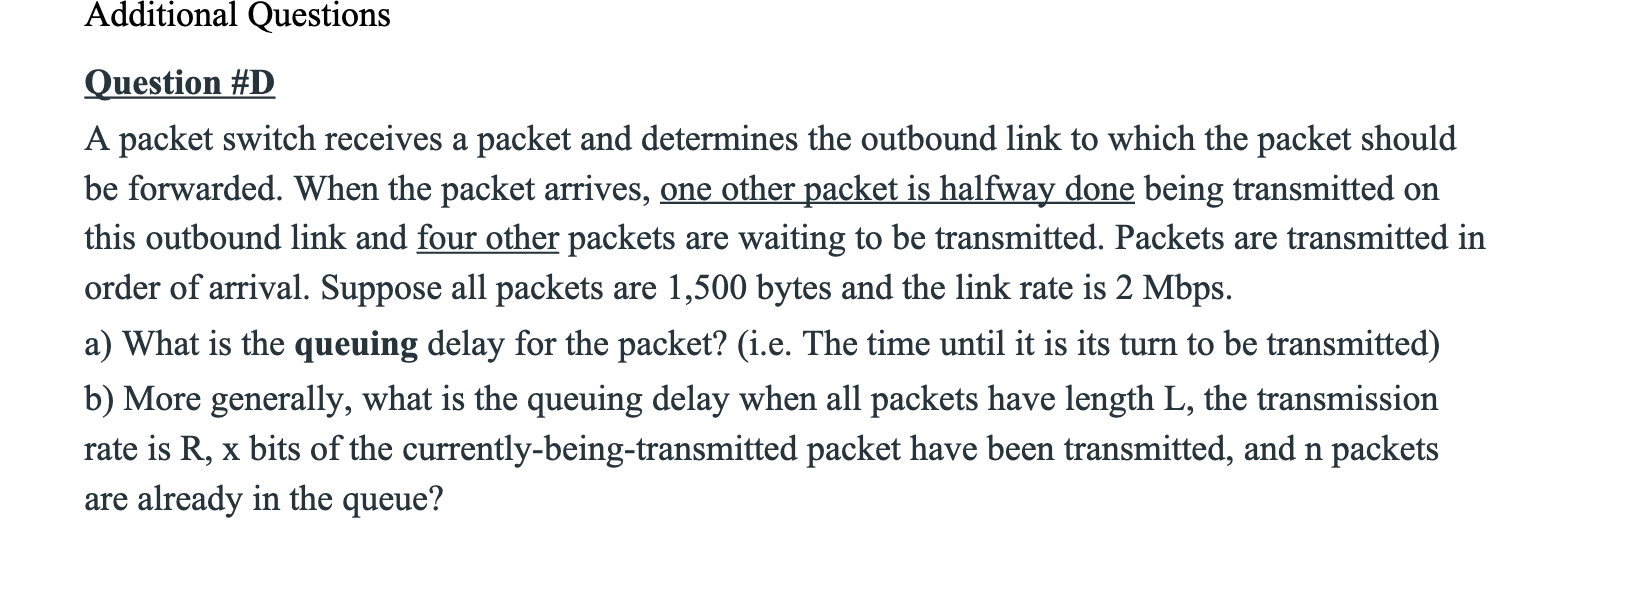 Additional Questions
Question #D
A packet switch receives a packet and determines the outbound link to which the packet should
be forwarded. When the packet arrives, one other packet is halfway done being transmitted on
this outbound link and four other packets are waiting to be transmitted. Packets are transmitted in
order of arrival. Suppose all packets are 1,500 bytes and the link rate is 2 Mbps.
a) What is the queuing delay for the packet? (i.e. The time until it is its turn to be transmitted)
b) More generally, what is the queuing delay when all packets have length L, the transmission
rate is R, x bits of the currently-being-transmitted packet have been transmitted, and n packets
are already in the queue?